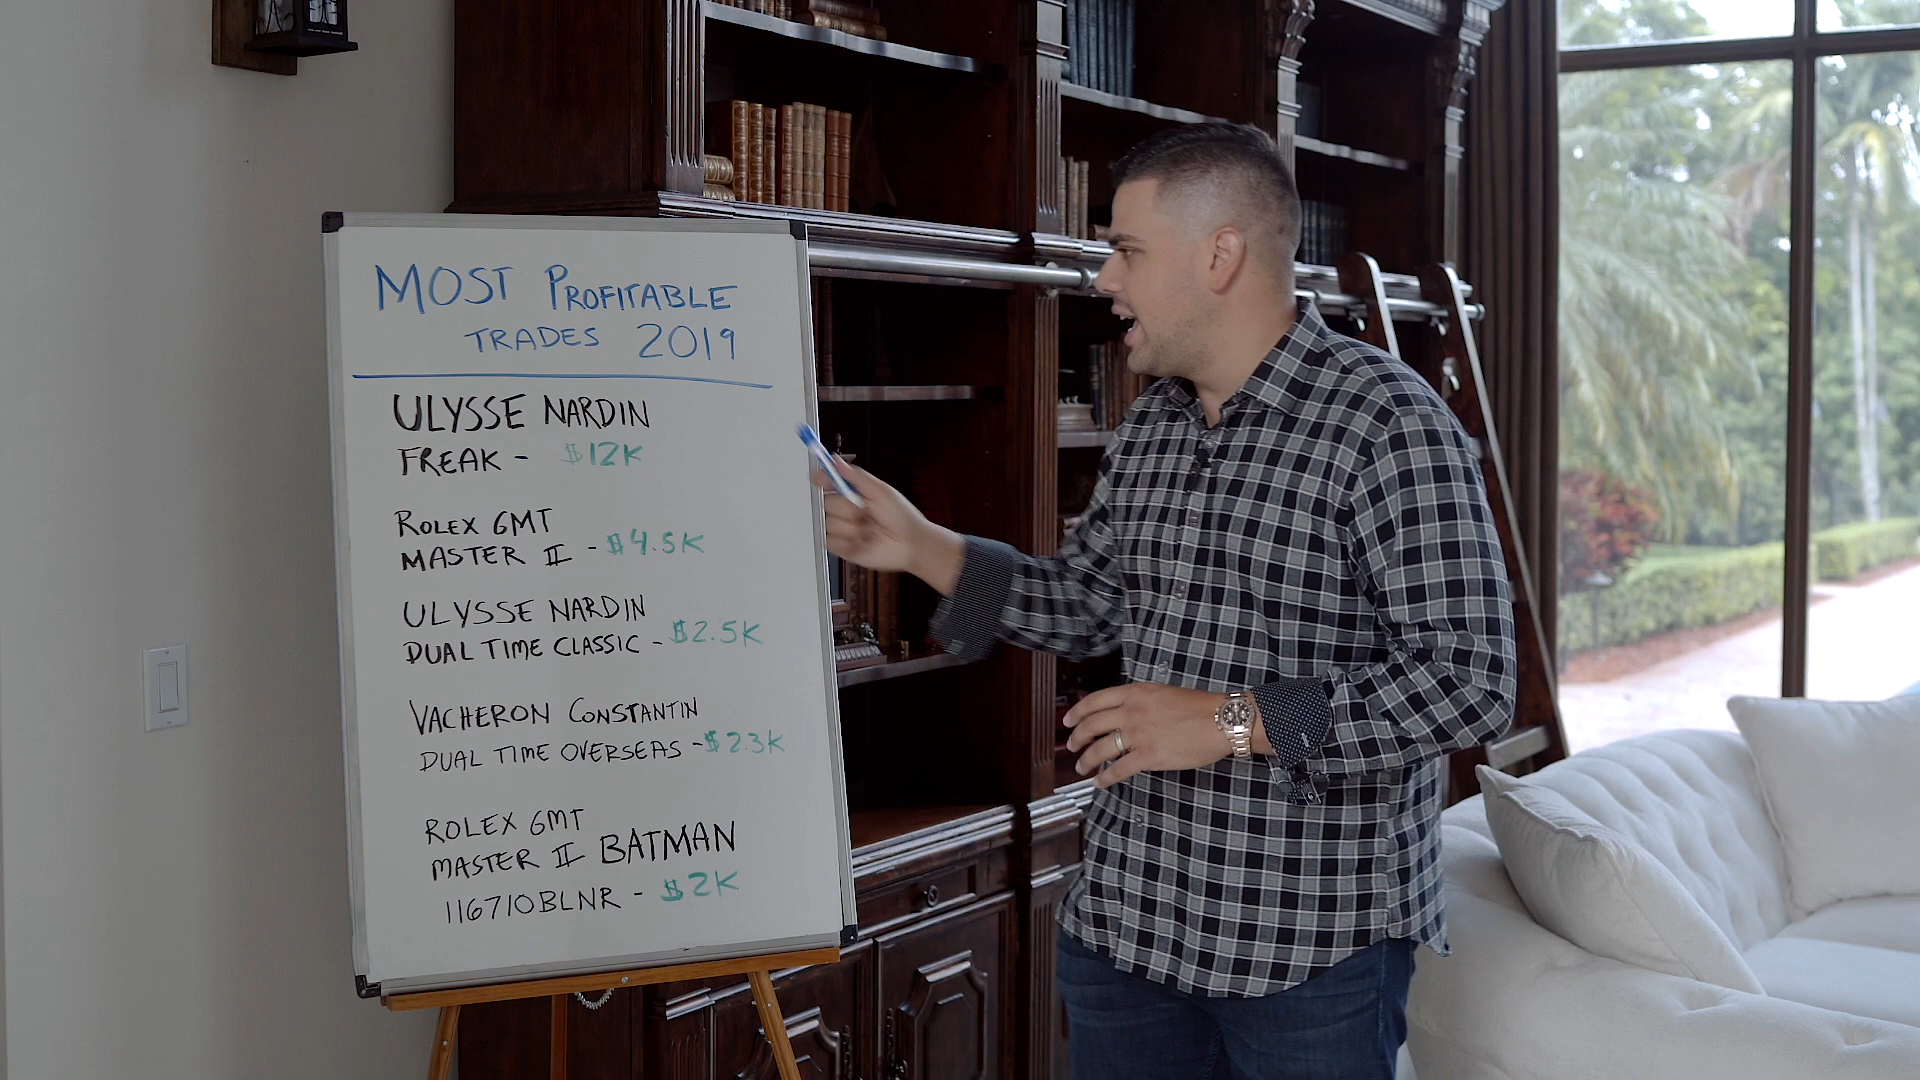 MOST PROFITABLE
TRADES 2019
ULYSSE NARDIN
FREAK - $12K
ROLEX GMT
MASTER II - $4.5K
ULYSSE NARDIN
DUAL TIME CLASSIC - $2.5K
VACHERON CONSTANTIN
DUAL TIME OVERSEAS - $2.3K
ROLEX GMT
MASTER II BATMAN
116710BLNR - $2K